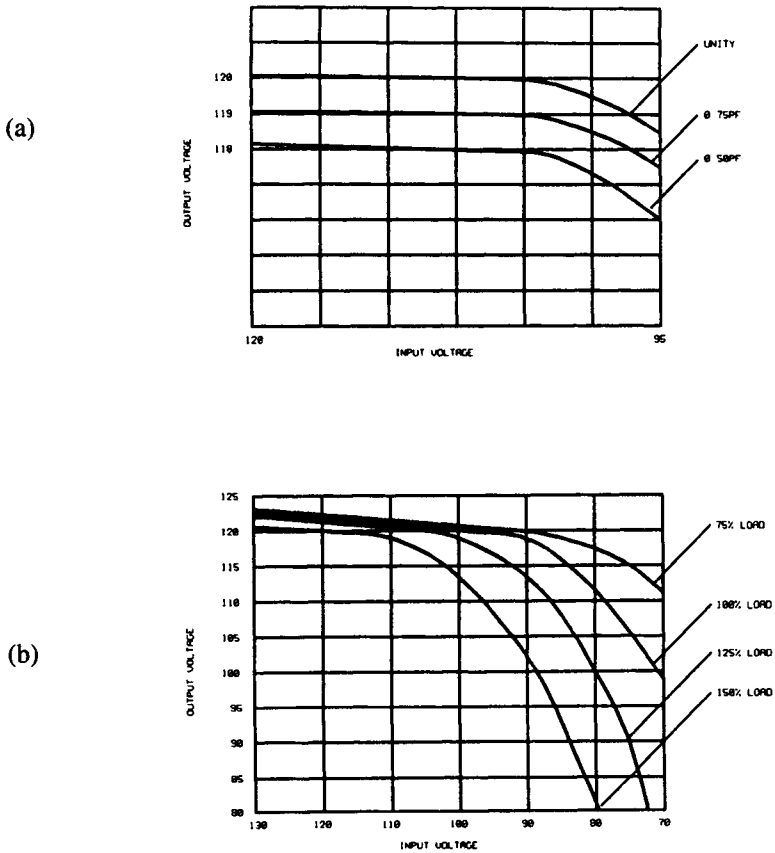 (a)
OUTPUT VOLTAGE
120
119
118
UNITY
0 75PF
0 50PF
120
95
INPUT VOLTAGE
(b)
OUTPUT VOLTAGE
125
120
115
110
105
100
95
90
85
80
75% LOAD
100% LOAD
125% LOAD
150% LOAD
130
120
110
100
90
80
70
INPUT VOLTAGE